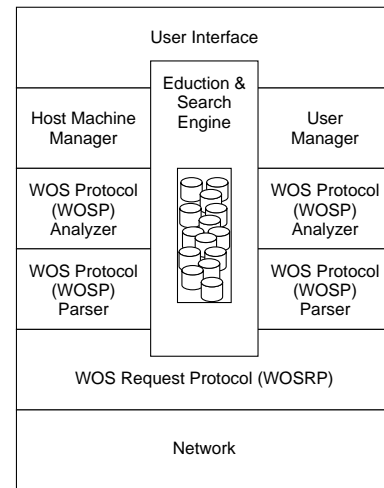 User Interface
Eduction &
Search
Engine
Host Machine
Manager
User
Manager
WOS Protocol
(WOSP)
Analyzer
WOS Protocol
(WOSP)
Analyzer
WOS Protocol
(WOSP)
Parser
WOS Protocol
(WOSP)
Parser
WOS Request Protocol (WOSRP)
Network